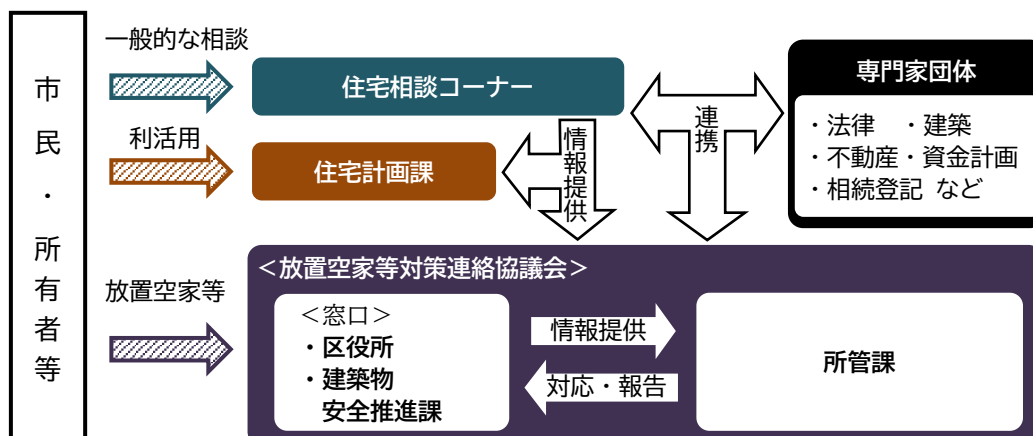 市民・所有者等
一般的な相談
住宅相談コーナー
利活用
住宅計画課
情報提供
連携
専門家団体
・法律　・建築
・不動産・資金計画
・相続登記 など
放置空家等
＜放置空家等対策連絡協議会＞
＜窓口＞
・区役所
・建築物
安全推進課
情報提供
対応・報告
所管課